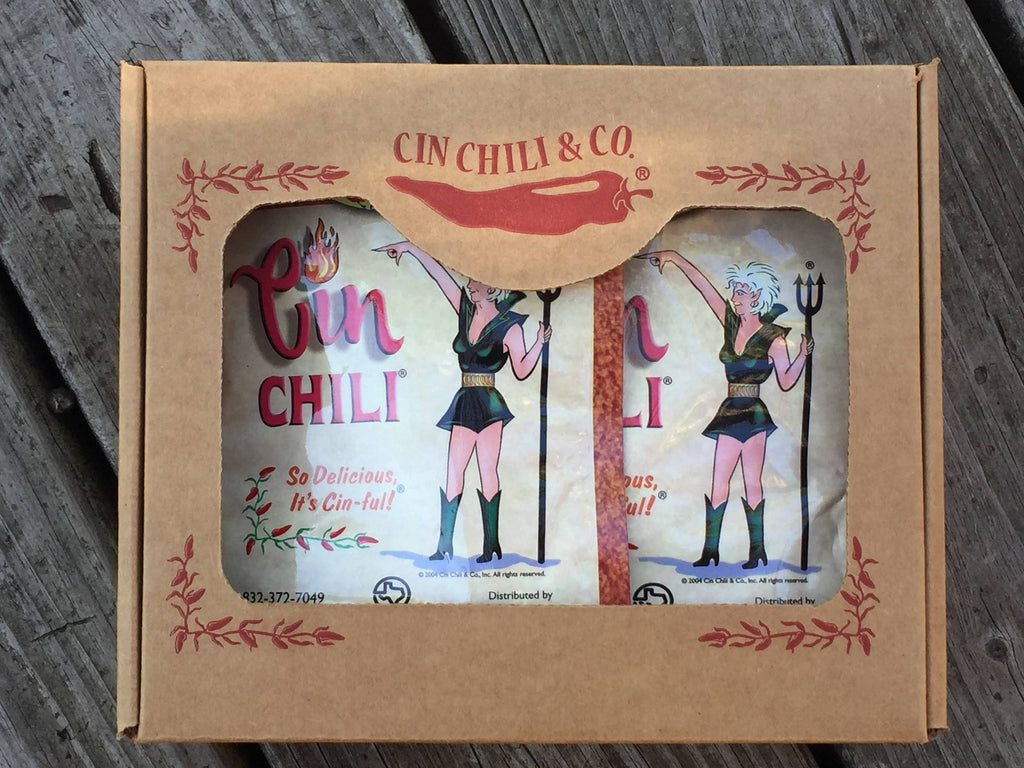 CIN CHILI & CO.
®
Cin
CHILI®
So Delicious,
It's Cin-ful!®
© 2004 Cin Chili & Co., Inc. All rights reserved.
832-372-7049
Distributed by
®
n
LI®
ous,
ful!®
© 2004 Cin Chili & Co., Inc. All rights reserved.
Distributed by